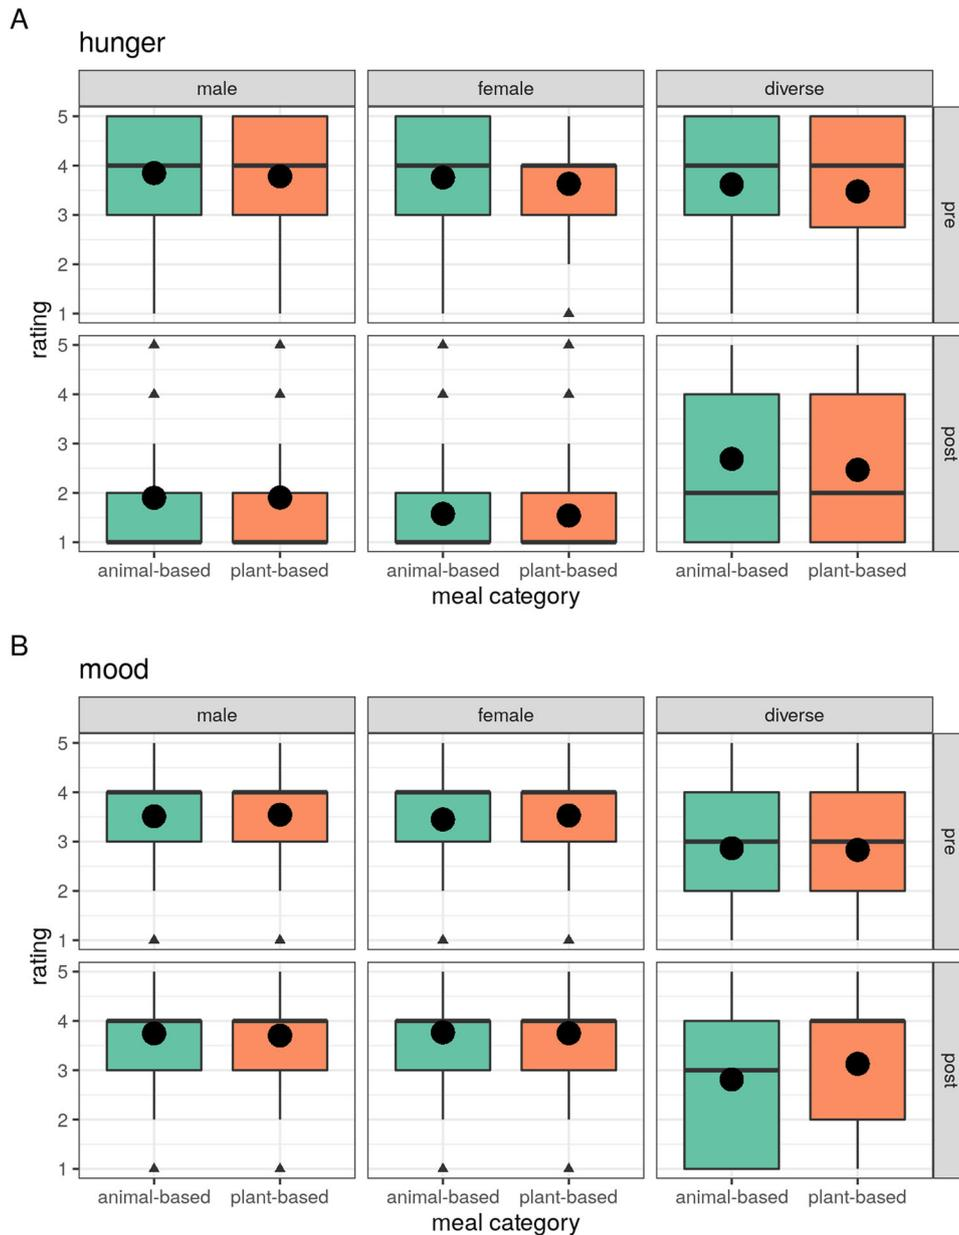 A
hunger
male female diverse
5
4
3
2
1
pre
rating
5
4
3
2
1
post
animal-based plant-based animal-based plant-based animal-based plant-based
meal category
B
mood
male female diverse
5
4
3
2
1
pre
rating
5
4
3
2
1
post
animal-based plant-based animal-based plant-based animal-based plant-based
meal category